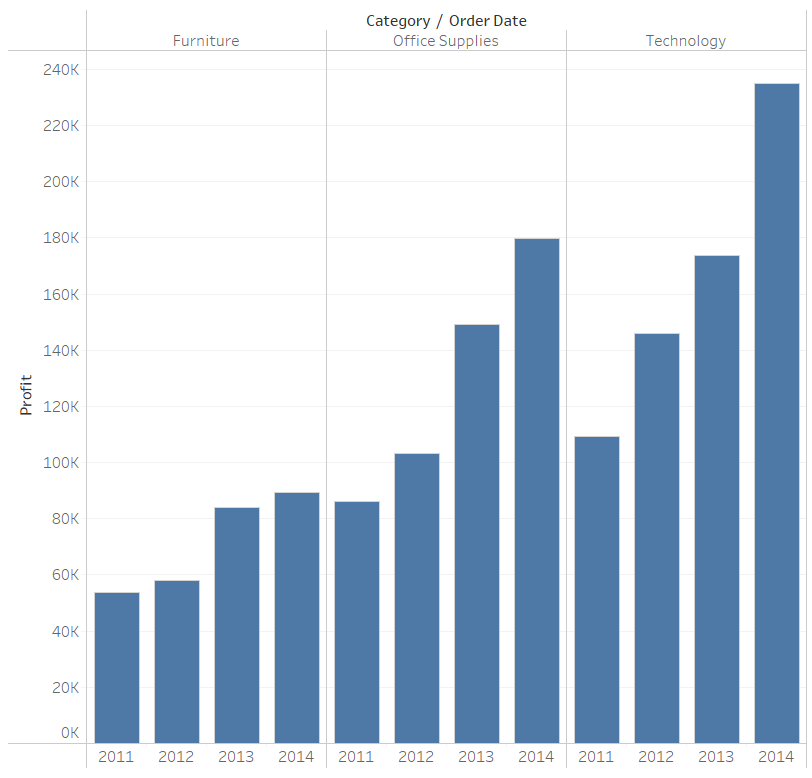 Category / Order Date
Furniture Office Supplies Technology
240K
220K
200K
180K
160K
140K
120K
100K
80K
60K
40K
20K
0K
Profit
2011 2012 2013 2014 2011 2012 2013 2014 2011 2012 2013 2014